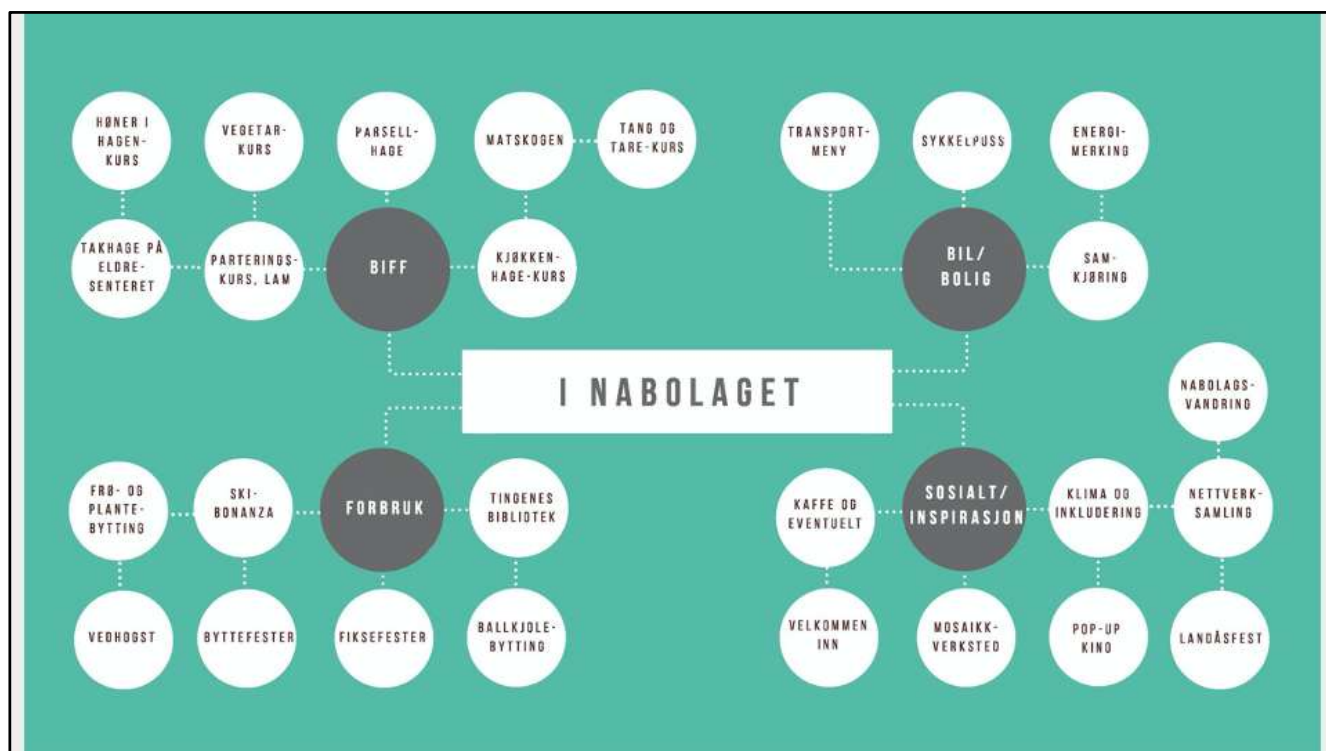 HØNER I
HAGEN-
KURS
VEGETAR-
KURS
PARSELL-
HAGE
MATSKOGEN
TANG OG
TARE-KURS
TAKHAGE PÅ
ELDRE-
SENTERET
PARTERINGS-
KURS, LAM
BIFF
KJØKKEN-
HAGE-KURS
TRANSPORT-
MENY
SYKKELPUSS
ENERGI-
MERKING
BIL/
BOLIG
SAM-
KJØRING
I NABOLAGET
FRØ- OG
PLANTE-
BYTTING
SKI-
BONANZA
FORBRUK
TINGENES
BIBLIOTEK
VEDHOGST
BYTTEFESTER
FIKSEFESTER
BALLKJOLE-
BYTTING
NABOLAGS-
VANDRING
KAFFE OG
EVENTUELT
SOSIALT/
INSPIRASJON
KLIMA OG
INKLUDERING
NETTVERK-
SAMLING
VELKOMMEN
INN
MOSAIKK-
VERKSTED
POP-UP
KINO
LANDÅSFEST